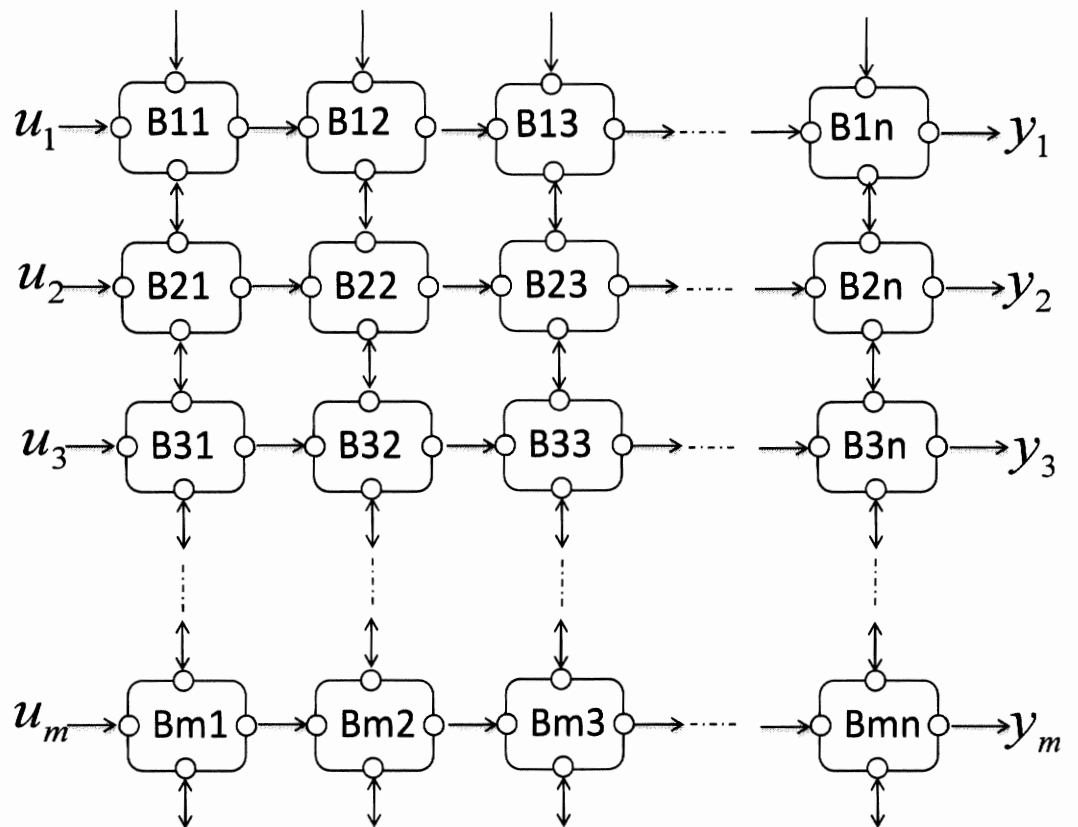 u₁ B11 B12 B13 B1n y₁
u₂ B21 B22 B23 B2n y₂
u₃ B31 B32 B33 B3n y₃
uₘ Bm1 Bm2 Bm3 Bmn yₘ